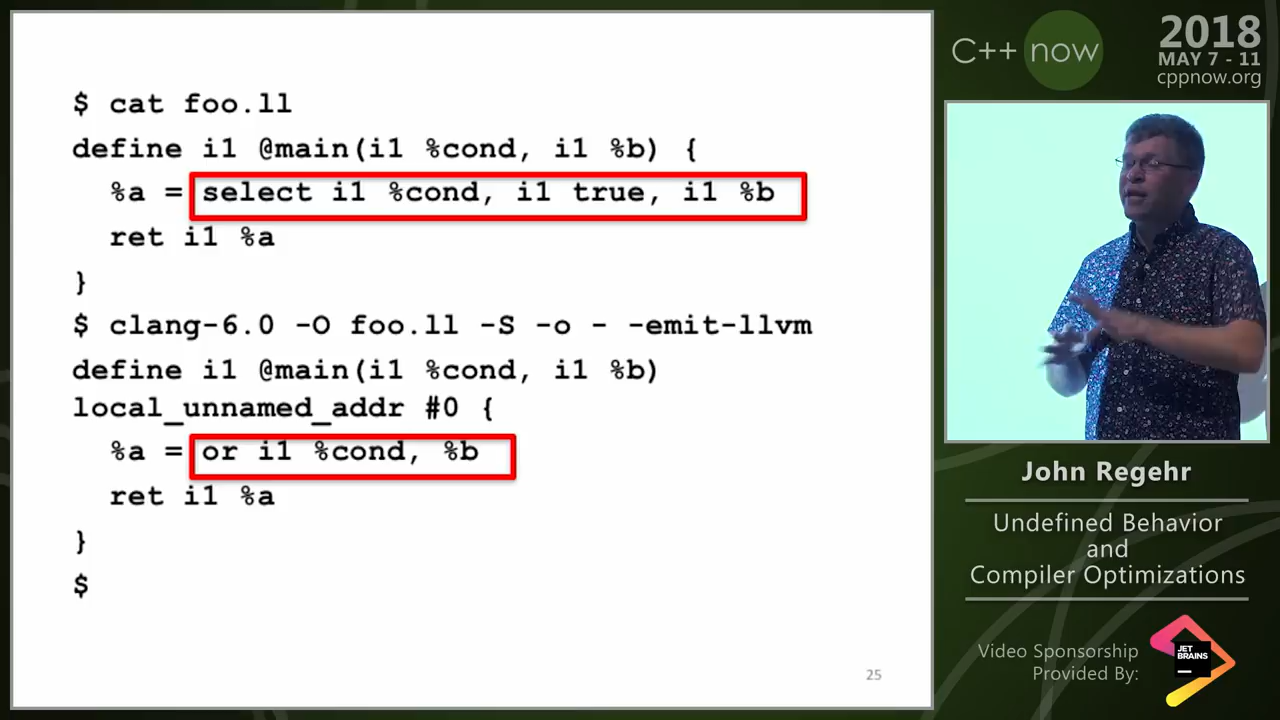 $ cat foo.ll
define i1 @main(i1 %cond, i1 %b) {
%a = select i1 %cond, i1 true, i1 %b
ret i1 %a
}
$ clang-6.0 -O foo.ll -S -o - -emit-llvm
define i1 @main(i1 %cond, i1 %b)
local_unnamed_addr #0 {
%a = or i1 %cond, %b
ret i1 %a
}
$
25
C++ now
2018
MAY 7 - 11
cppnow.org
John Regehr
Undefined Behavior
and
Compiler Optimizations
Video Sponsorship
Provided By:
JET
BRAINS